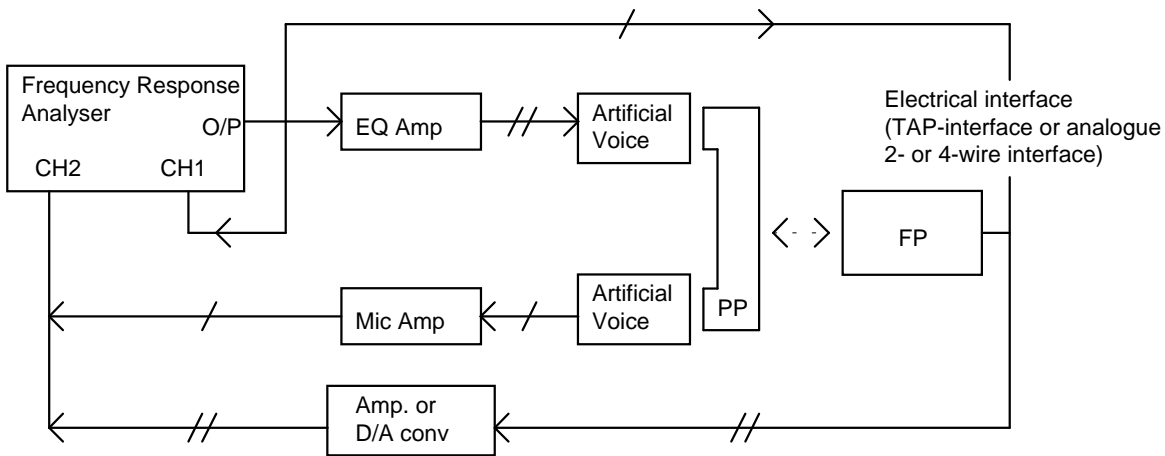 Frequency Response
Analyser
O/P
CH2
CH1
EQ Amp
Artificial
Voice
Electrical interface
(TAP-interface or analogue
2- or 4-wire interface)
FP
Mic Amp
Artificial
Voice
PP
Amp. or
D/A conv